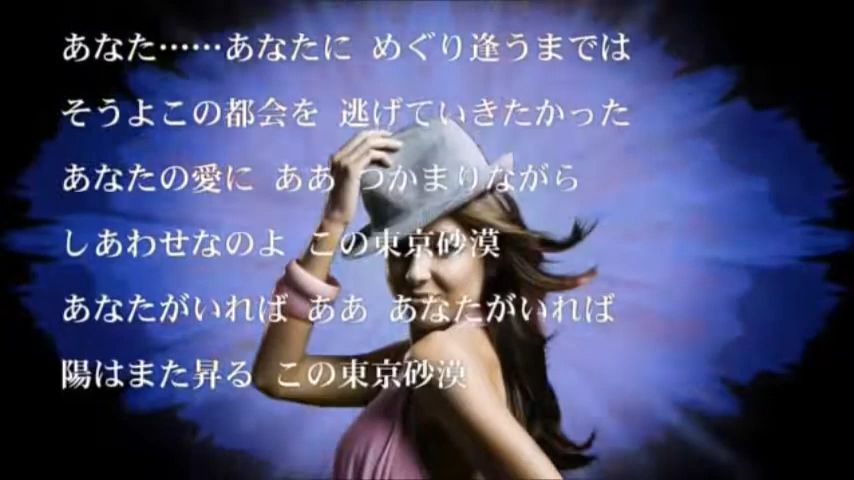 あなた……あなたに めぐり逢うまでは
そうよこの都会を 逃げていきたかった
あなたの愛に ああ つかまりながら
しあわせなのよ この東京砂漠
あなたがいれば ああ あなたがいれば
陽はまた昇る この東京砂漠